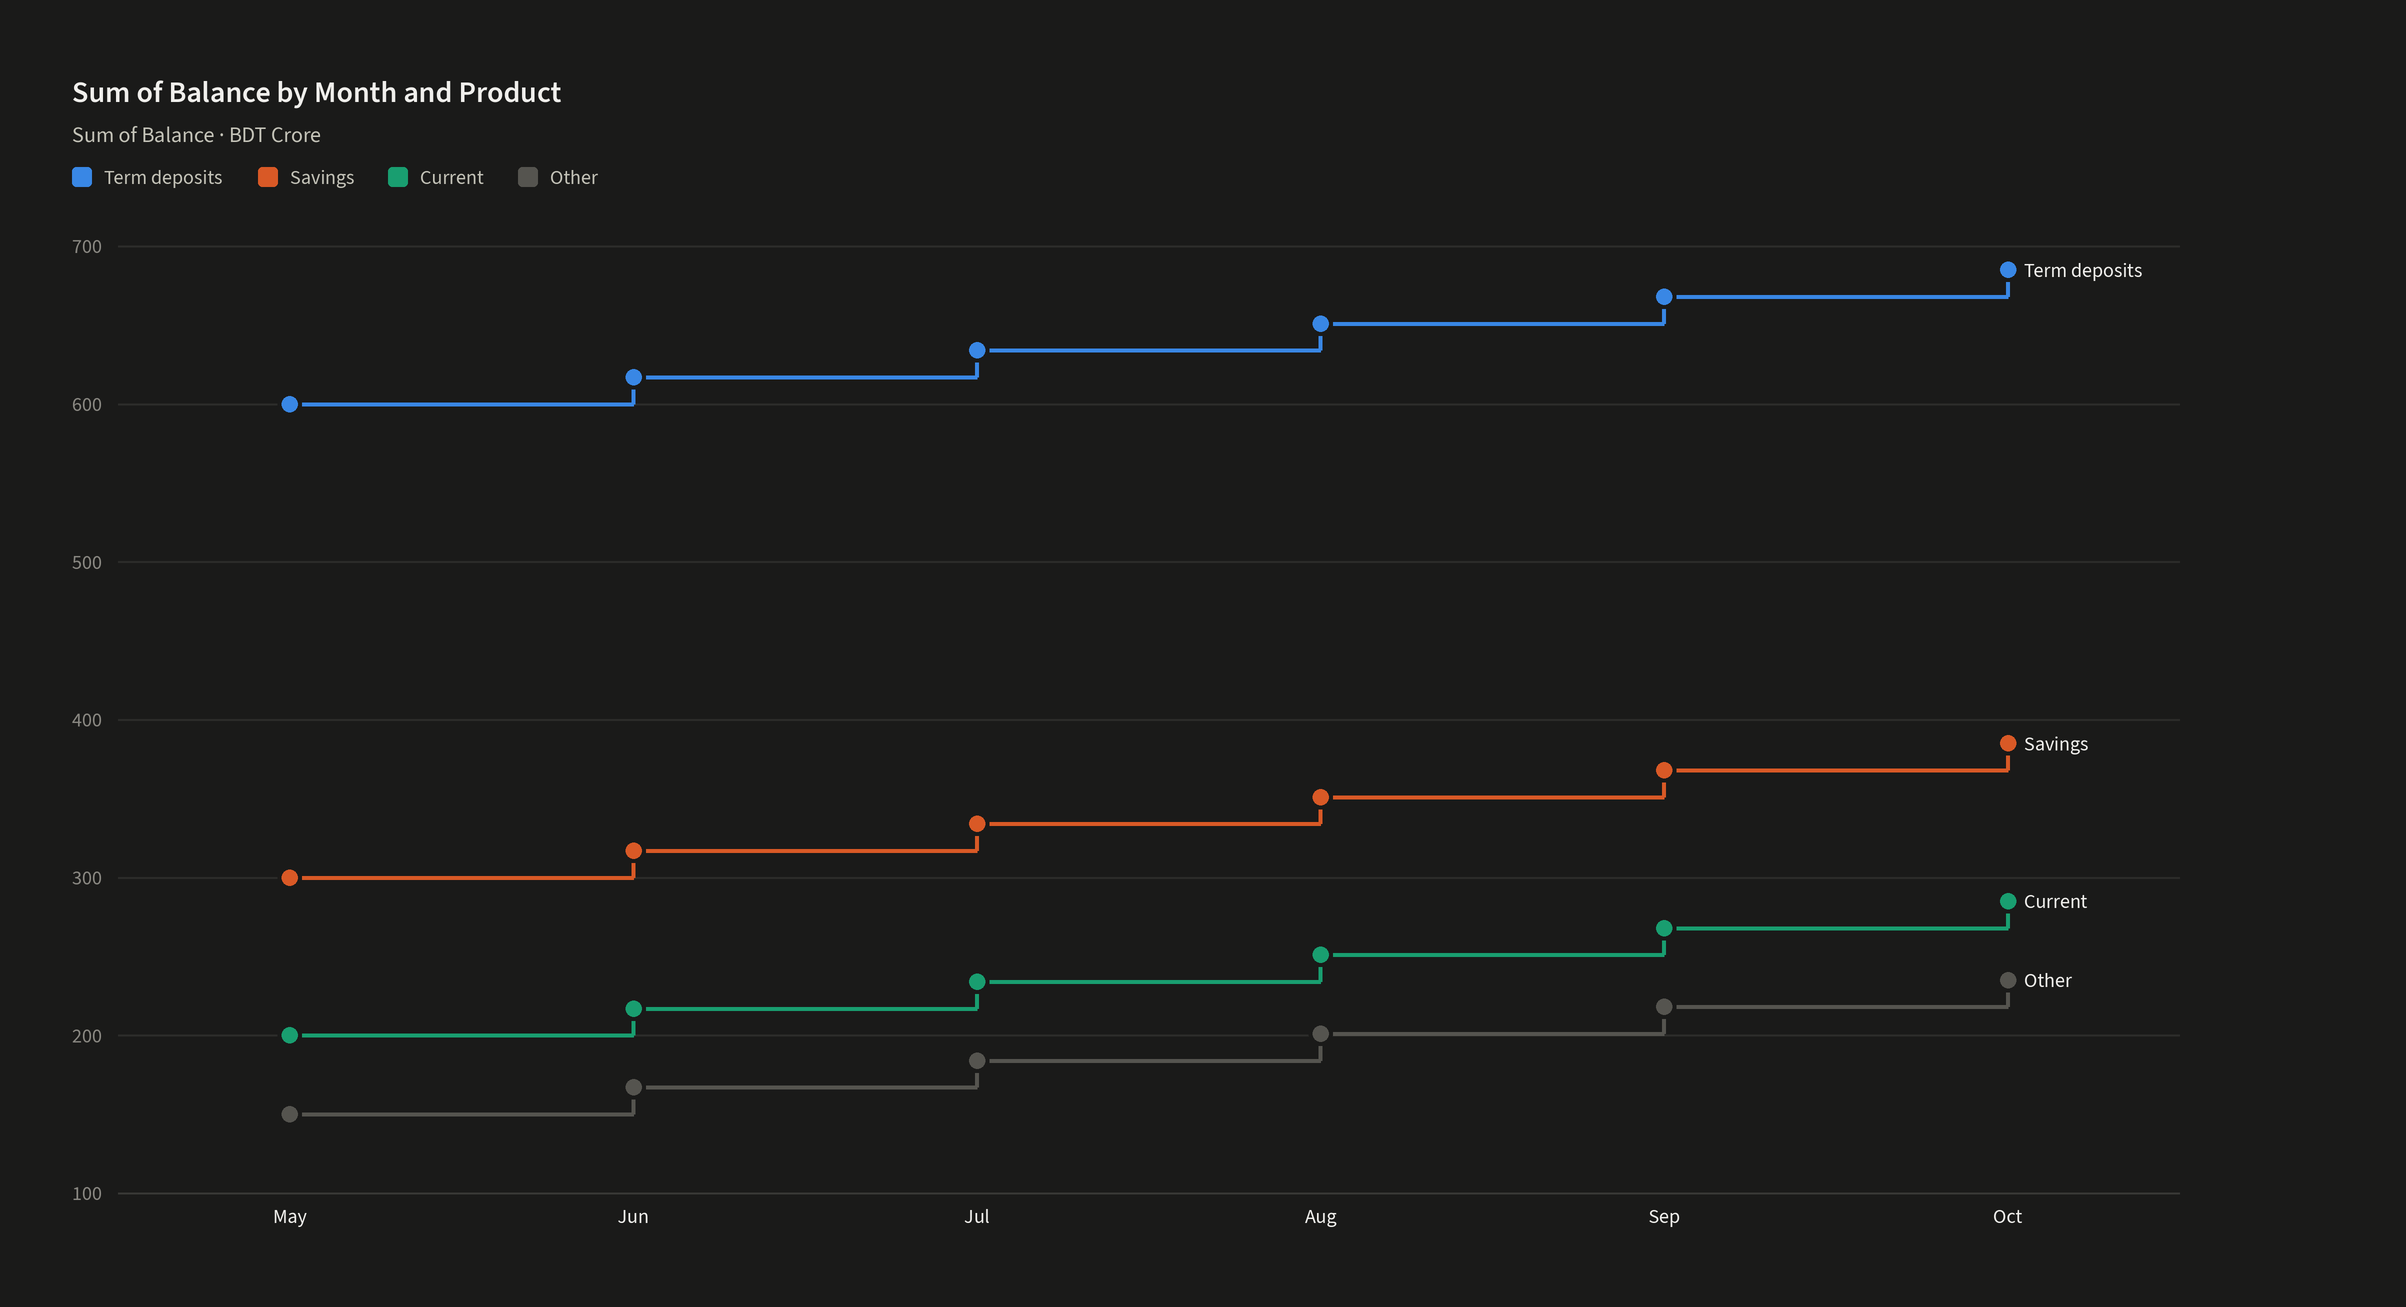 Sum of Balance by Month and Product
Sum of Balance · BDT Crore
Term deposits Savings Current Other
700
Term deposits
600
500
400
Savings
300
Current
Other
200
100
May Jun Jul Aug Sep Oct